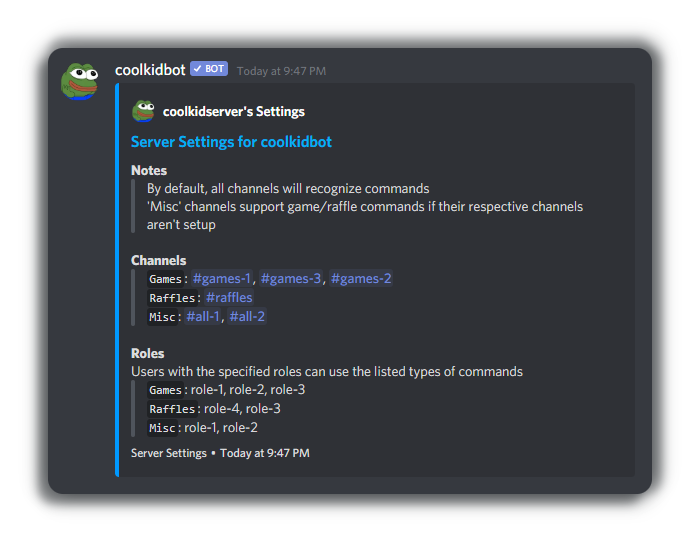 coolkidbot ✓ BOT Today at 9:47 PM
coolkidserver's Settings
Server Settings for coolkidbot
Notes
By default, all channels will recognize commands
'Misc' channels support game/raffle commands if their respective channels
aren't setup
Channels
Games: #games-1, #games-3, #games-2
Raffles: #raffles
Misc: #all-1, #all-2
Roles
Users with the specified roles can use the listed types of commands
Games: role-1, role-2, role-3
Raffles: role-4, role-3
Misc: role-1, role-2
Server Settings • Today at 9:47 PM